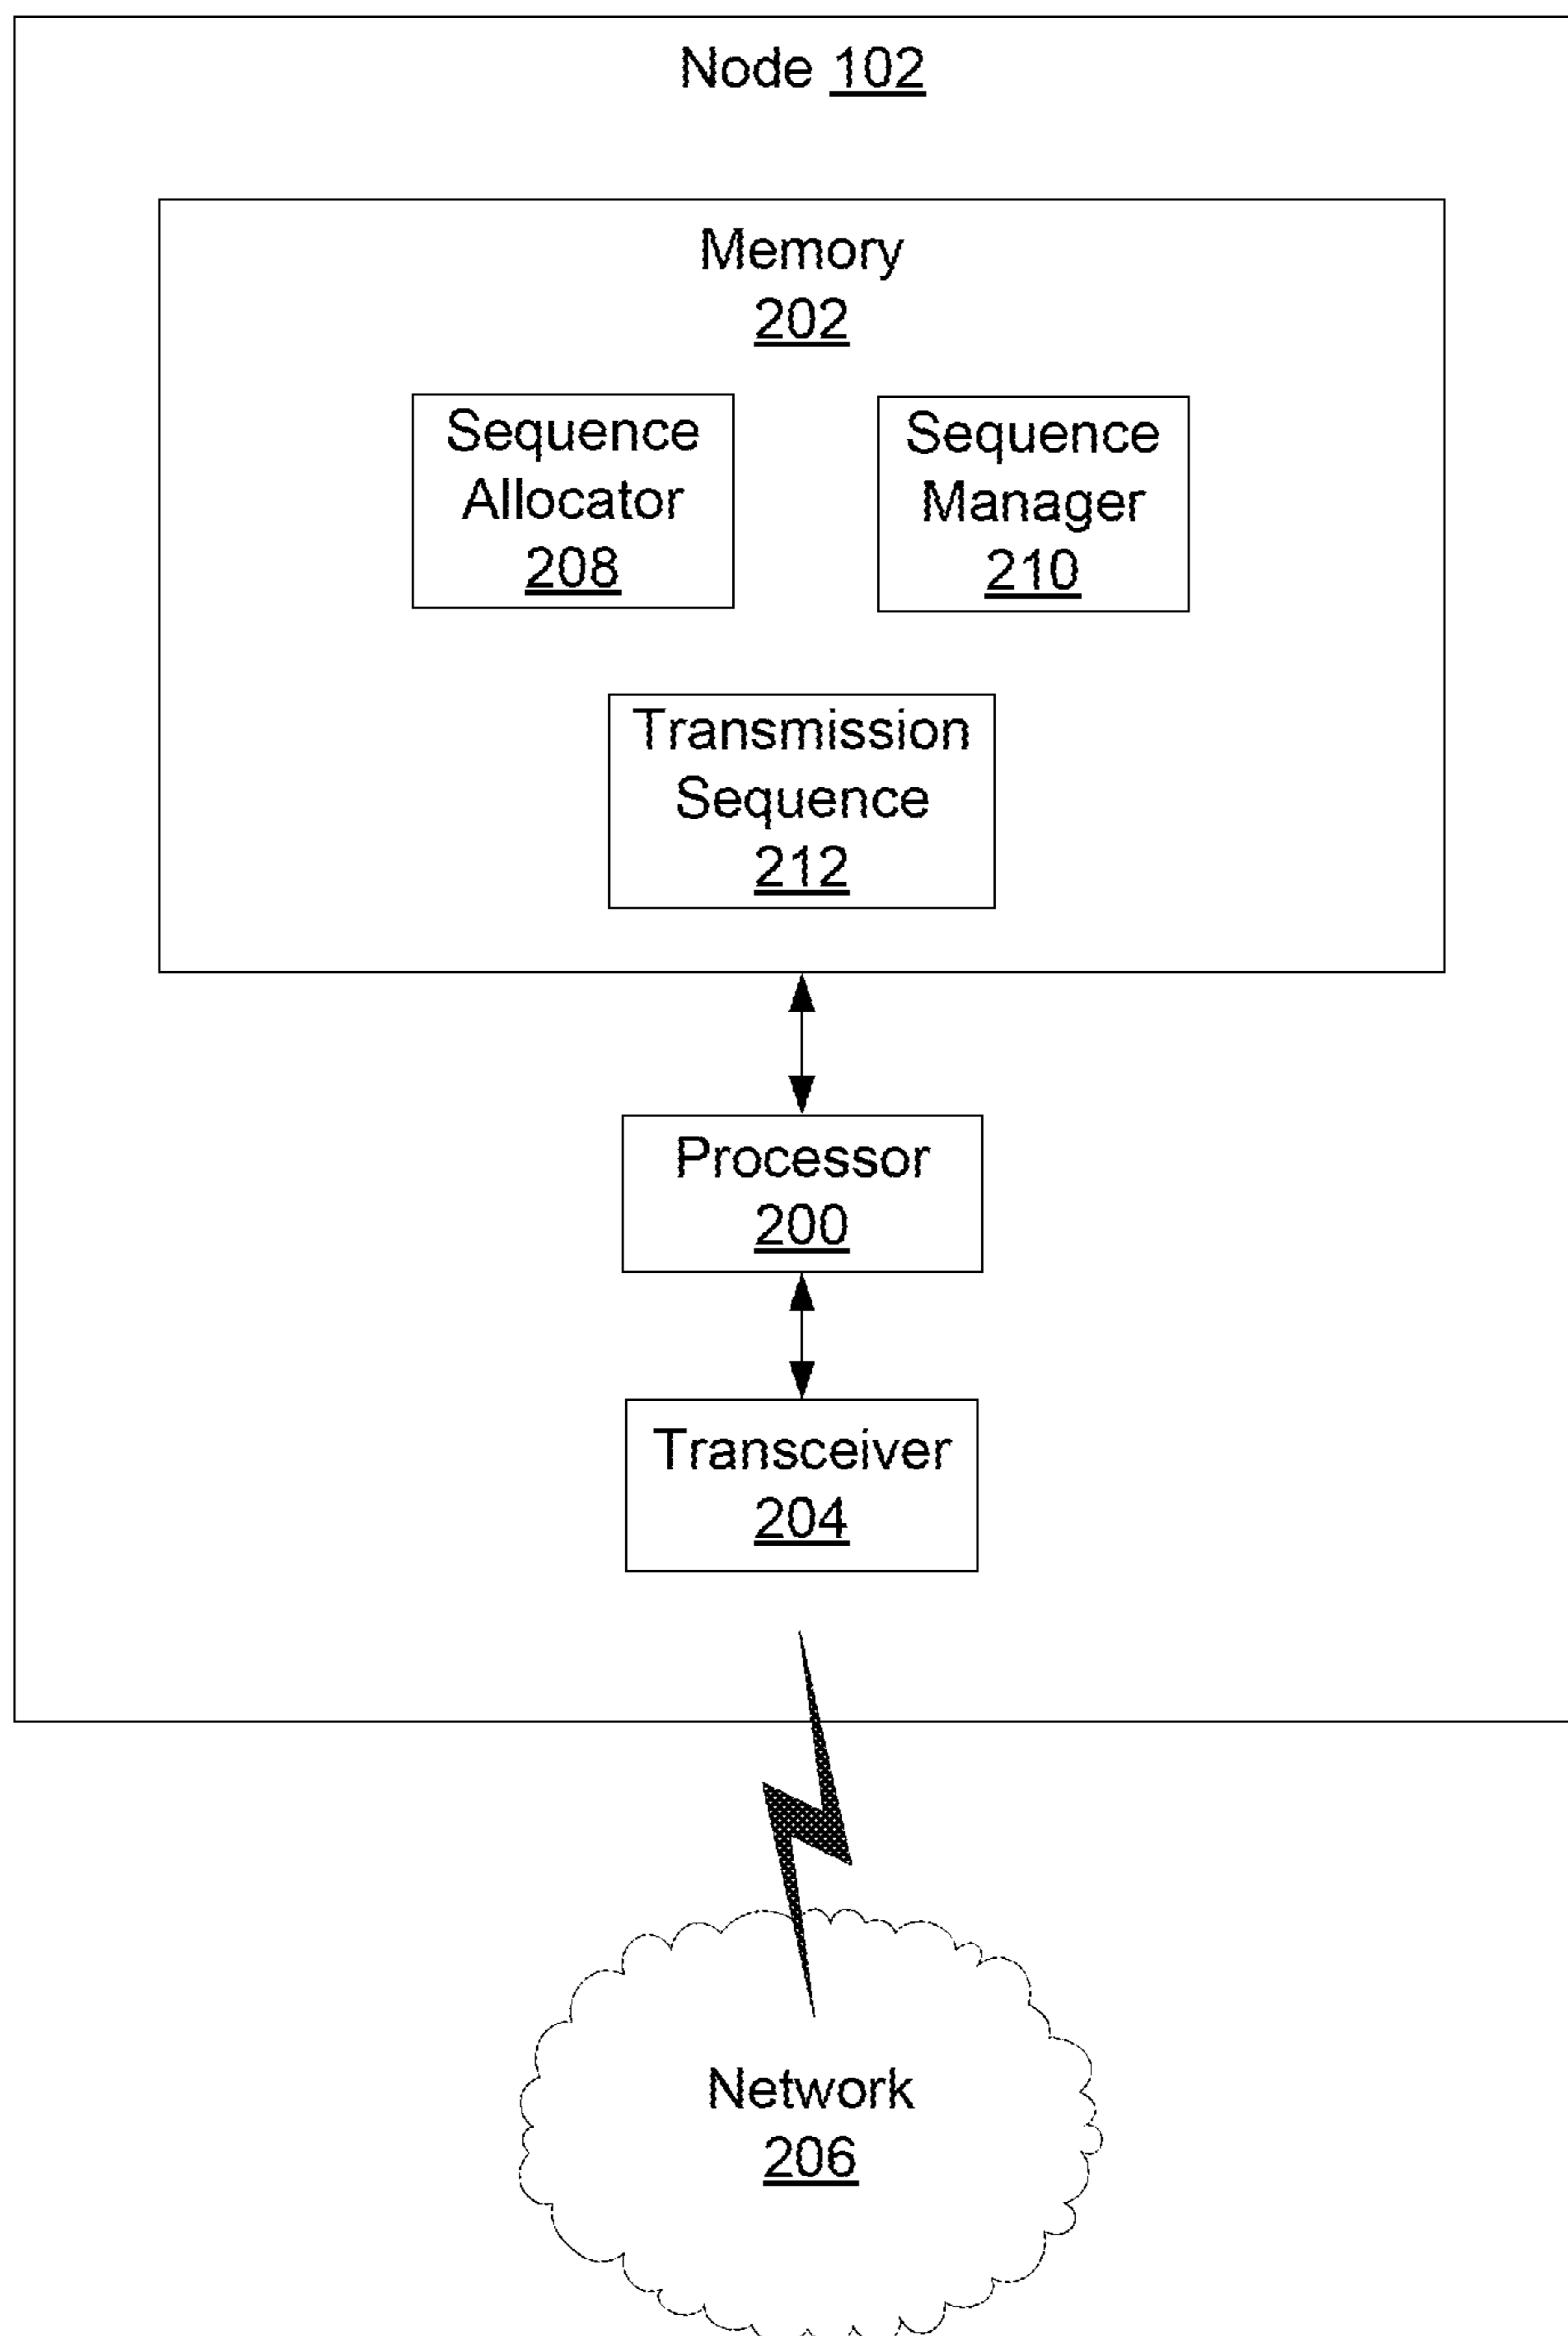 Node 102
Memory
202
Sequence
Allocator
208
Sequence
Manager
210
Transmission
Sequence
212
Processor
200
Transceiver
204
Network
206